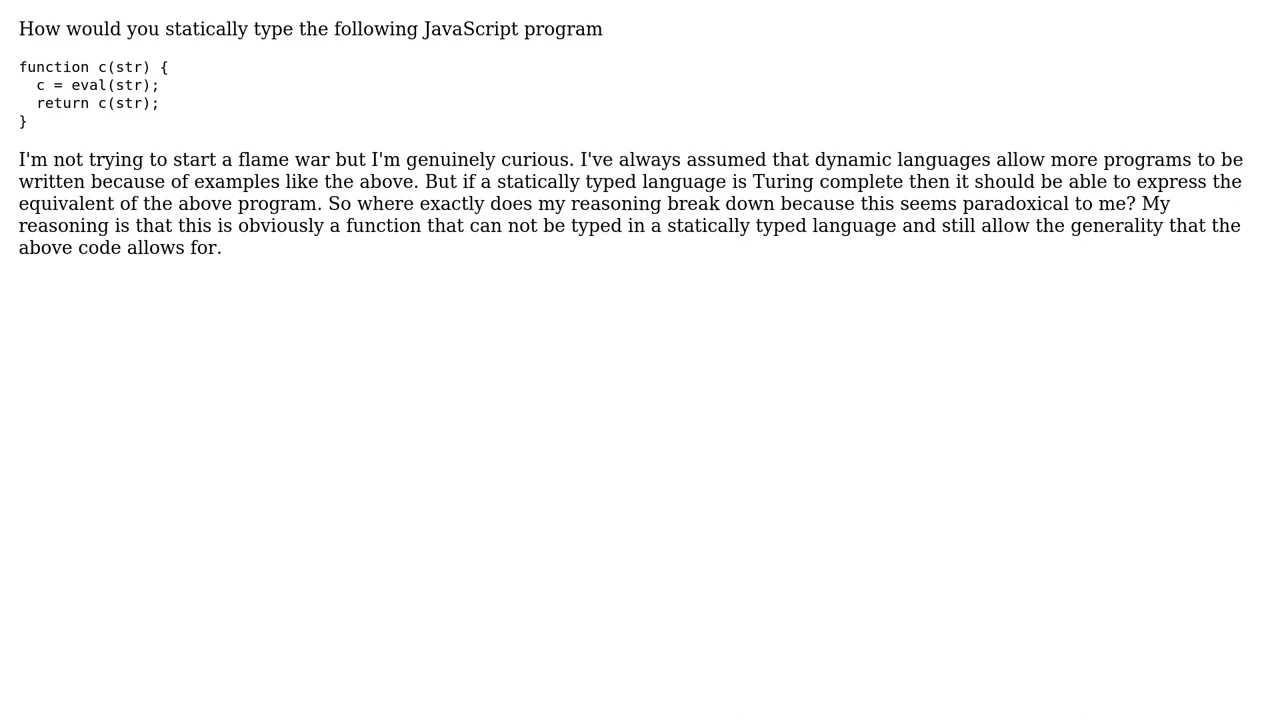 How would you statically type the following JavaScript program
function c(str) {
  c = eval(str);
  return c(str);
}
I'm not trying to start a flame war but I'm genuinely curious. I've always assumed that dynamic languages allow more programs to be
written because of examples like the above. But if a statically typed language is Turing complete then it should be able to express the
equivalent of the above program. So where exactly does my reasoning break down because this seems paradoxical to me? My
reasoning is that this is obviously a function that can not be typed in a statically typed language and still allow the generality that the
above code allows for.